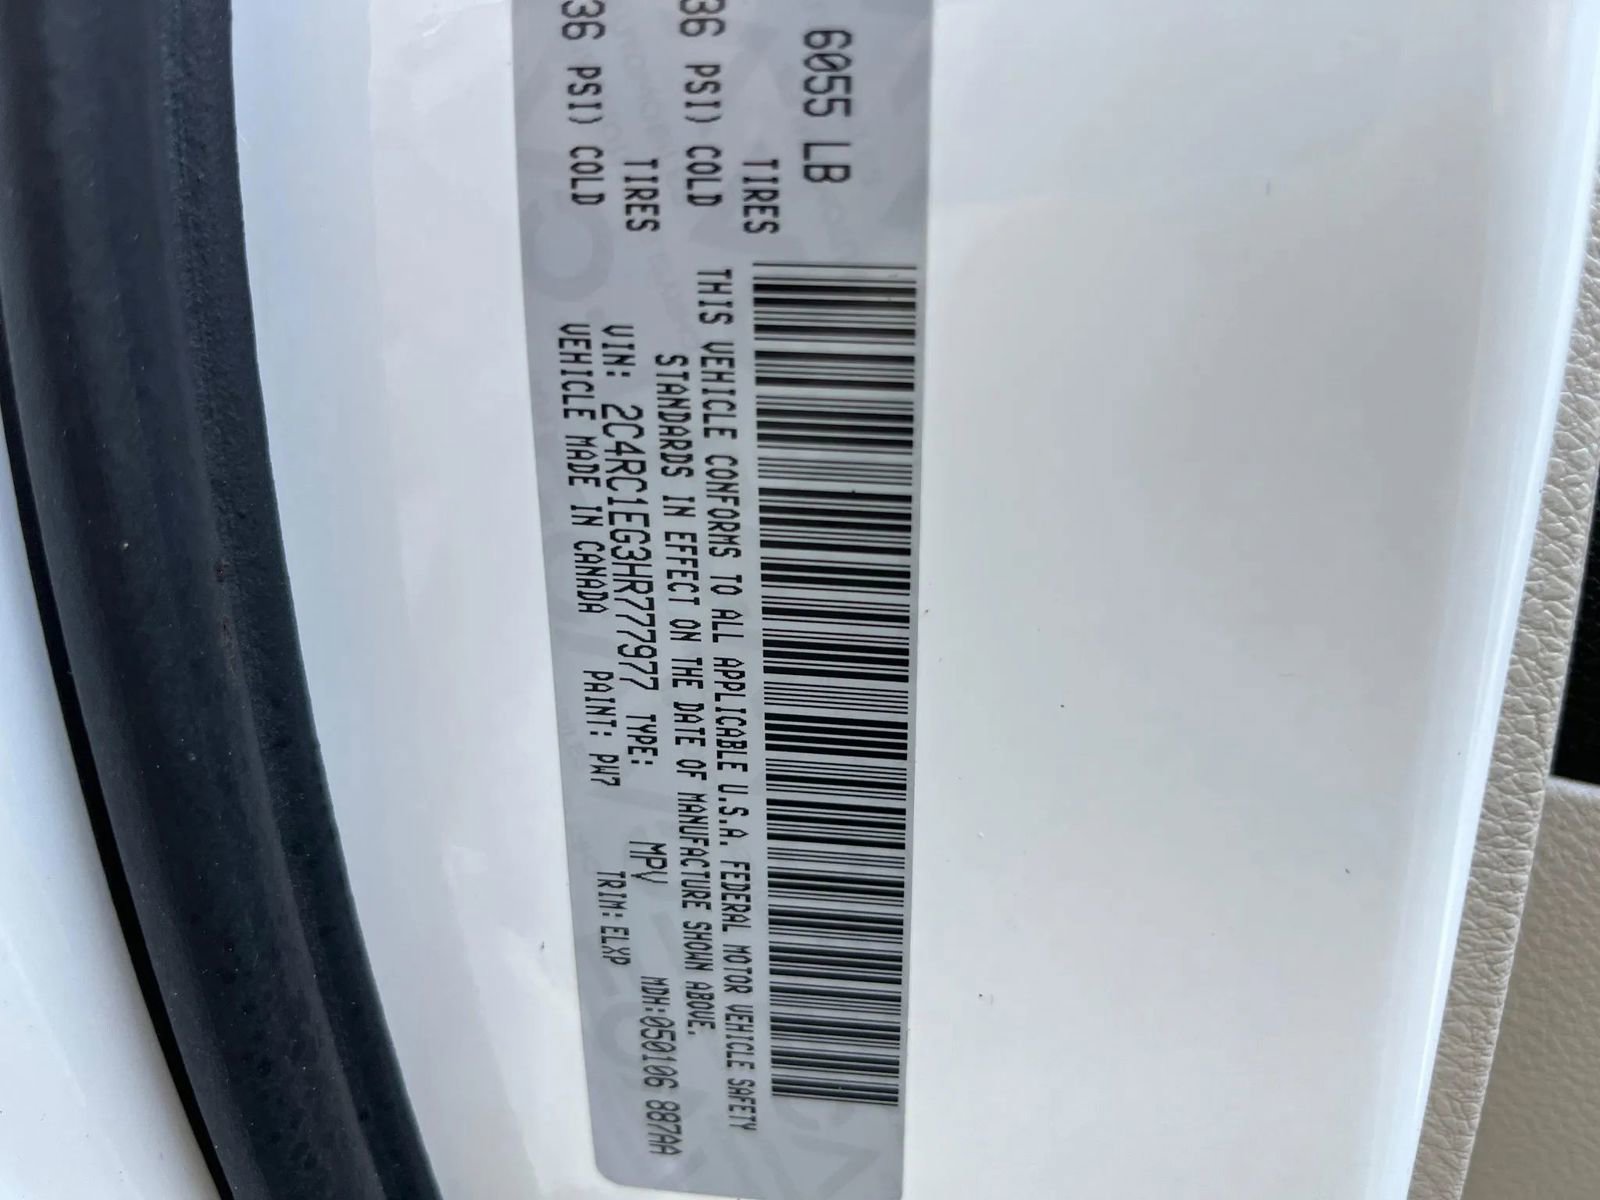 6055 LB
TIRES
36 PSI) COLD
TIRES
36 PSI) COLD
THIS VEHICLE CONFORMS TO ALL APPLICABLE U.S.A. FEDERAL MOTOR VEHICLE SAFETY
STANDARDS IN EFFECT ON THE DATE OF MANUFACTURE SHOWN ABOVE.
VIN: 2C4RC1EG3HR777977 TYPE: MPV MDH:050106 887AA
VEHICLE MADE IN CANADA PAINT: PW7 TRIM:ELXP